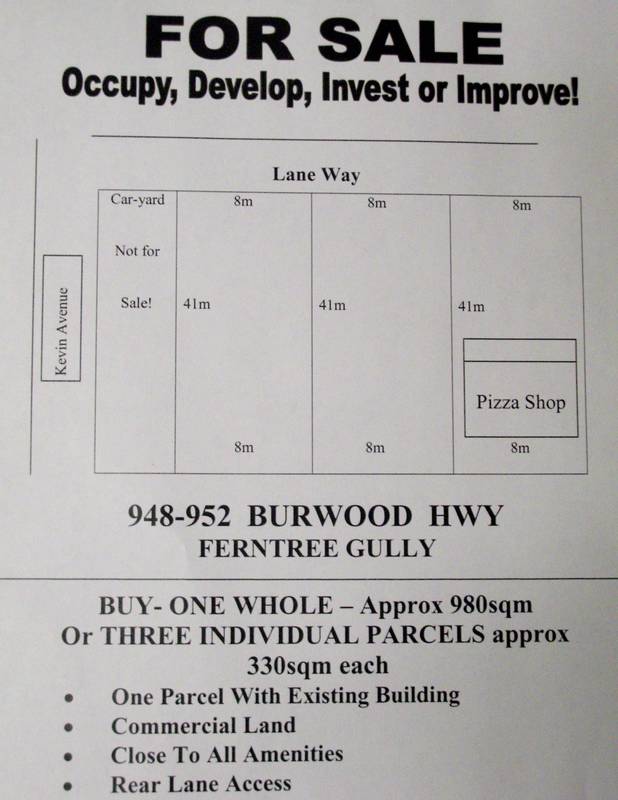 FOR SALE
Occupy, Develop, Invest or Improve!
Lane Way
Car-yard
8m
8m
8m
Not for
Sale!
41m
41m
41m
Kevin Avenue
Pizza Shop
8m
8m
8m
948-952 BURWOOD HWY
FERNTREE GULLY
BUY- ONE WHOLE – Approx 980sqm
Or THREE INDIVIDUAL PARCELS approx
330sqm each
• One Parcel With Existing Building
• Commercial Land
• Close To All Amenities
• Rear Lane Access